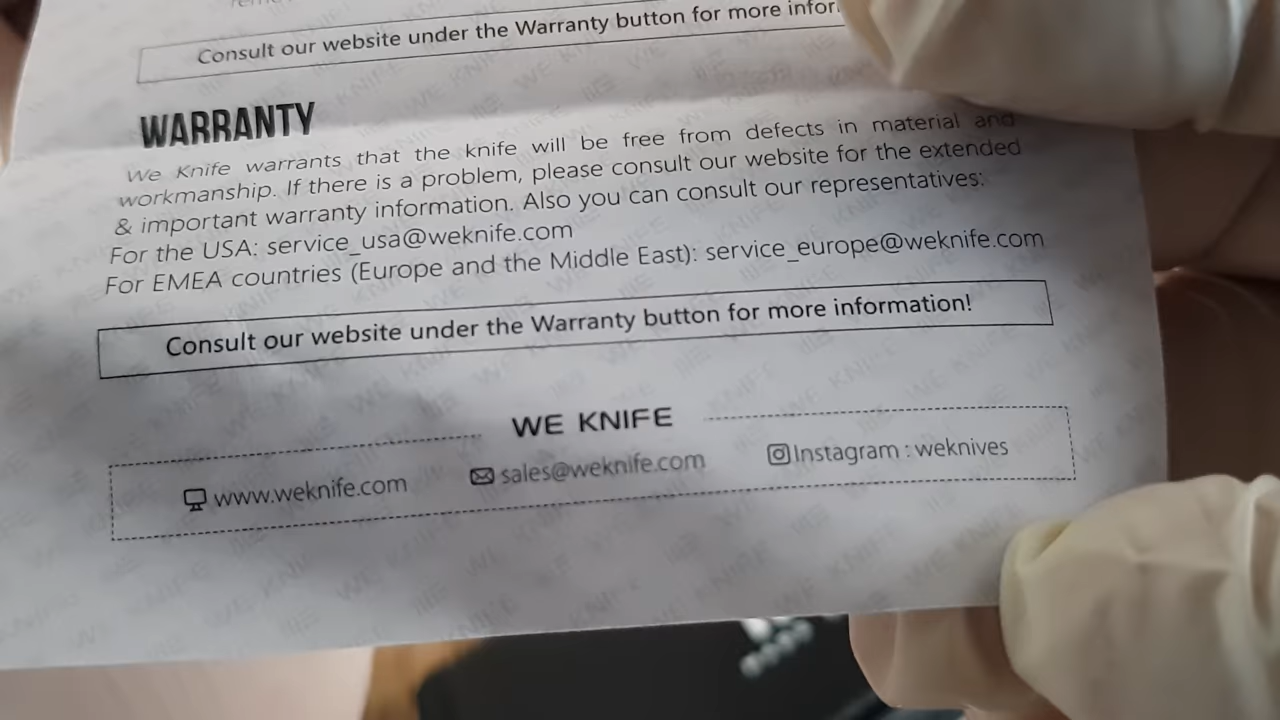 Consult our website under the Warranty button for more
WARRANTY
We Knife warrants that the knife will be free from defects in material and
workmanship. If there is a problem, please consult our website for the extended
& important warranty information. Also you can consult our representatives:
For the USA: service_usa@weknife.com
For EMEA countries (Europe and the Middle East): service_europe@weknife.com
Consult our website under the Warranty button for more information!
WE KNIFE
www.weknife.com sales@weknife.com Instagram : weknives